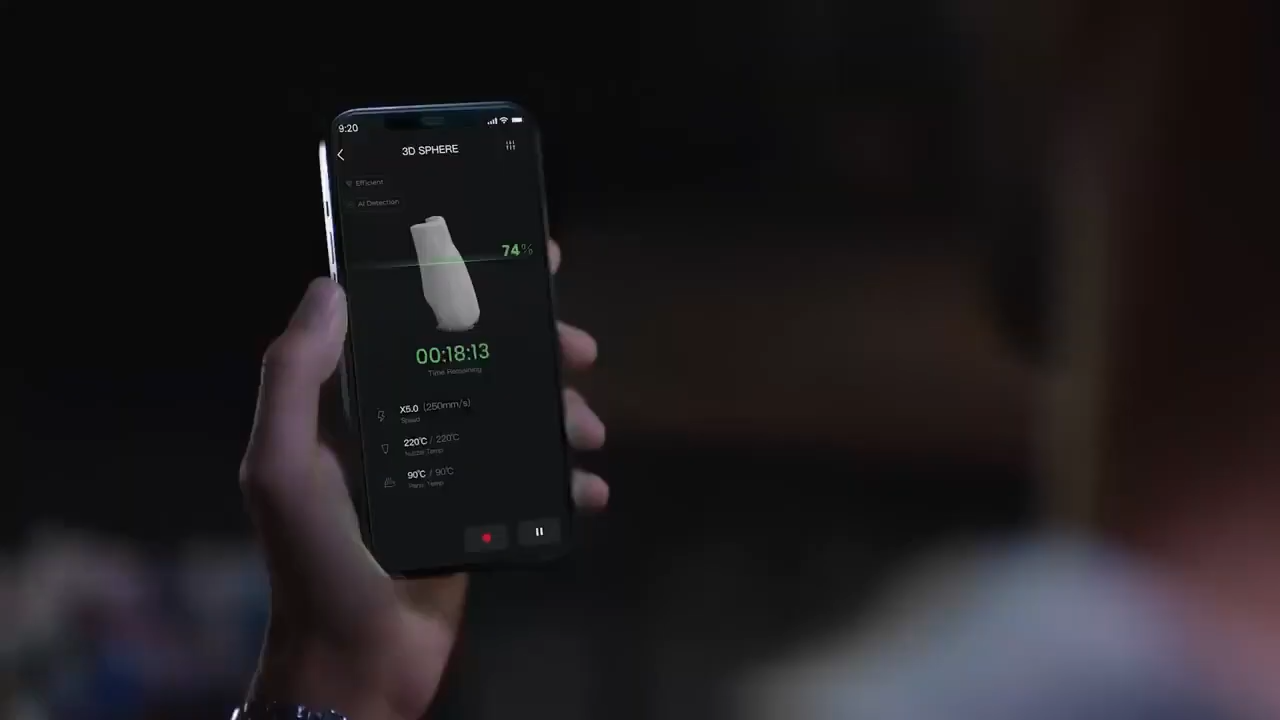 9:20
3D SPHERE
Efficient
AI Detection
74%
00:18:13
Time Remaining
X5.0 (250mm/s)
Speed
220℃ / 220℃
Nozzle Temp
90℃ / 90℃
Temp